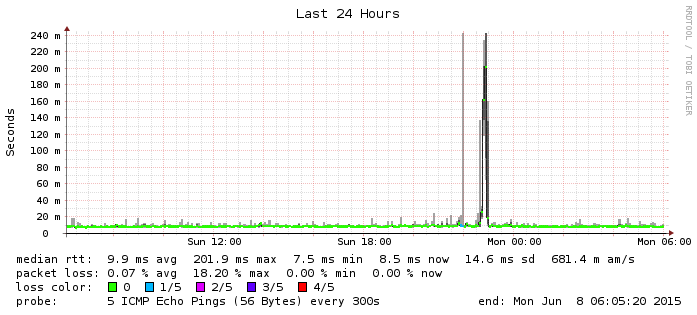 Last 24 Hours
RRDTOOL / TOBI OETIKER
Seconds
240 m
220 m
200 m
180 m
160 m
140 m
120 m
100 m
80 m
60 m
40 m
20 m
0
Sun 12:00 Sun 18:00 Mon 00:00 Mon 06:00
median rtt: 9.9 ms avg 201.9 ms max 7.5 ms min 8.5 ms now 14.6 ms sd 681.4 m am/s
packet loss: 0.07 % avg 18.20 % max 0.00 % min 0.00 % now
loss color: 0 1/5 2/5 3/5 4/5
probe: 5 ICMP Echo Pings (56 Bytes) every 300s end: Mon Jun 8 06:05:20 2015